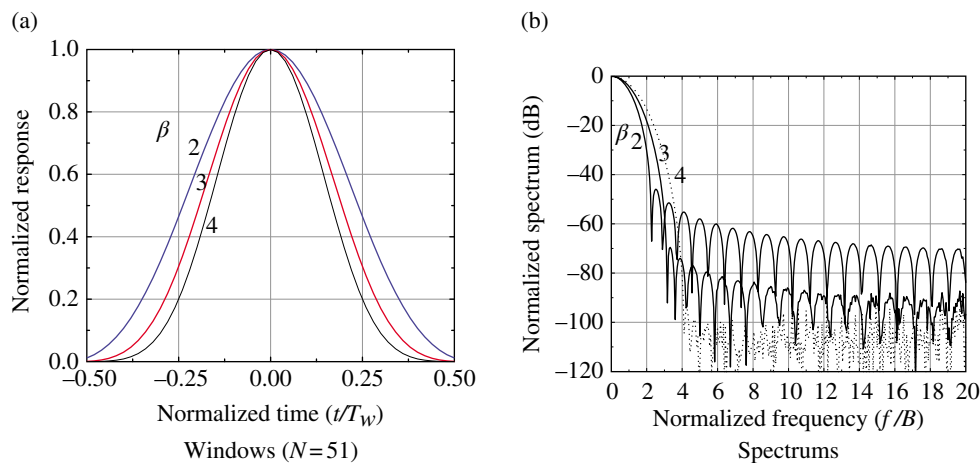 (a)
1.0
0.8
0.6
0.4
0.2
0.0
Normalized response
β
2
3
4
−0.50
−0.25
0.00
0.25
0.50
Normalized time (t/T_W)
Windows (N = 51)
(b)
0
−20
−40
−60
−80
−100
−120
Normalized spectrum (dB)
β 2
3
4
0 2 4 6 8 10 12 14 16 18 20
Normalized frequency (f/B)
Spectrums